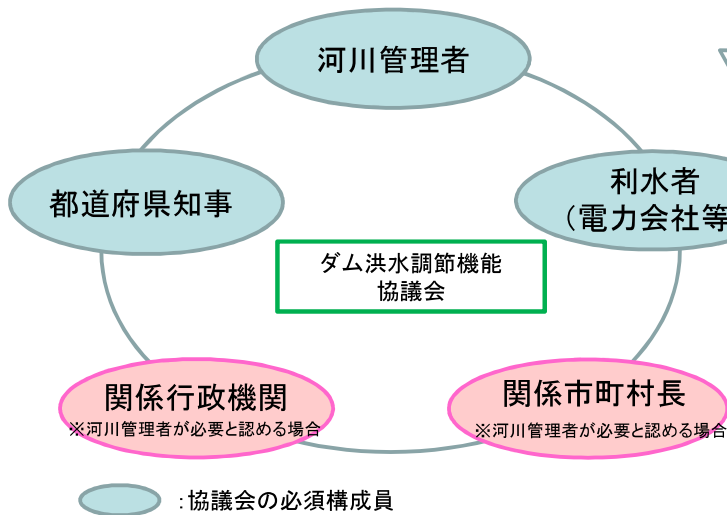 河川管理者
都道府県知事
利水者
（電力会社等
ダム洪水調節機能
協議会
関係行政機関
※河川管理者が必要と認める場合
関係市町村長
※河川管理者が必要と認める場合
：協議会の必須構成員